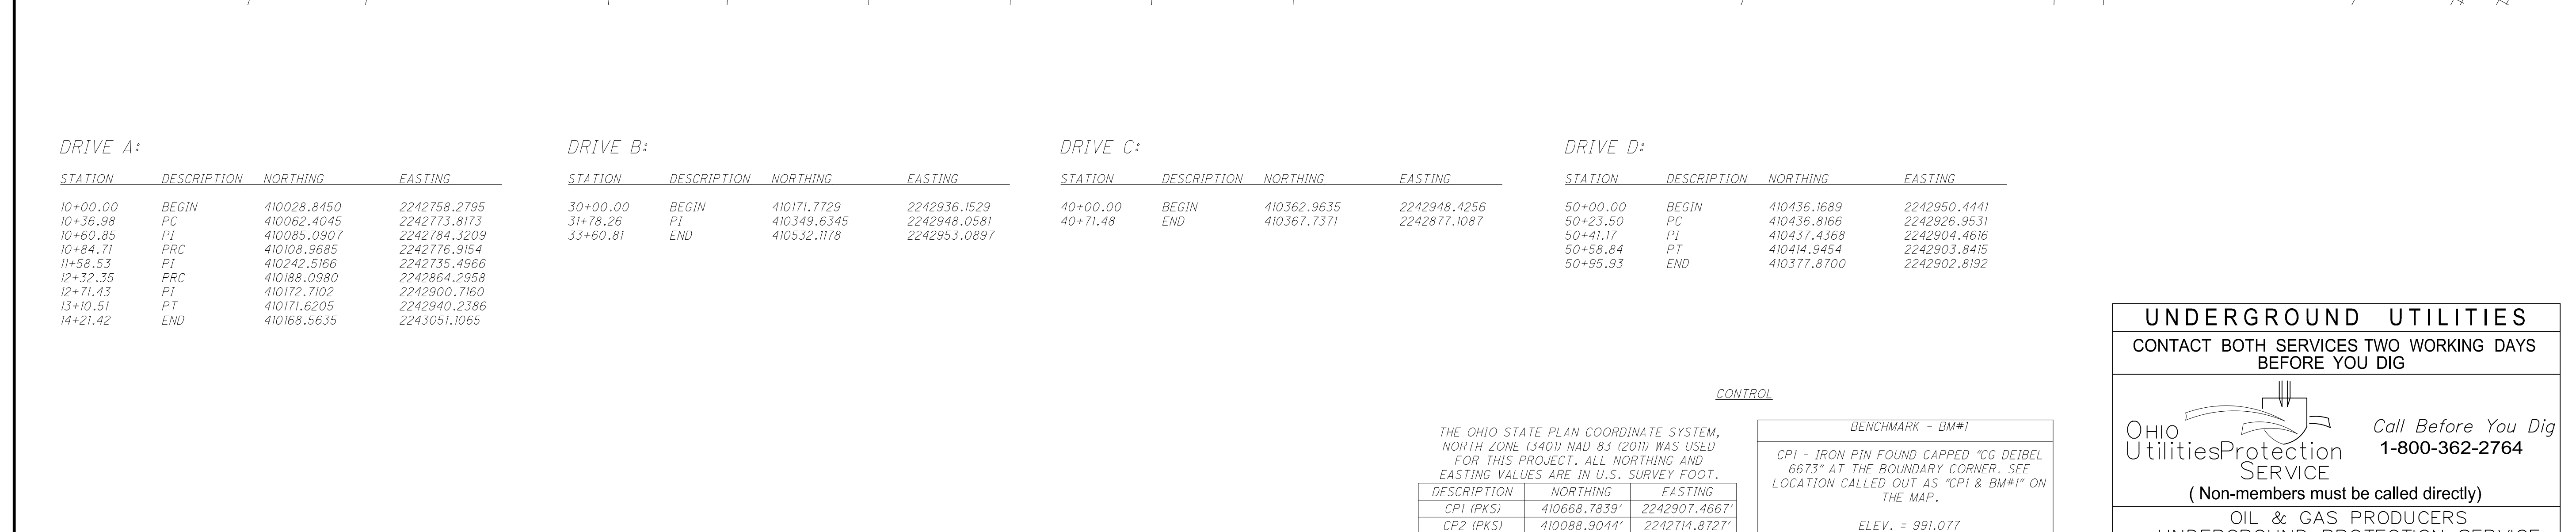 DRIVE A:
STATION DESCRIPTION NORTHING EASTING
10+00.00 BEGIN 410028.8450 2242758.2795
10+36.98 PC 410062.4045 2242773.8173
10+60.85 PI 410085.0907 2242784.3209
10+84.71 PRC 410108.9685 2242776.9154
11+58.53 PI 410242.5166 2242735.4966
12+32.35 PRC 410188.0980 2242864.2958
12+71.43 PI 410172.7102 2242900.7160
13+10.51 PT 410171.6205 2242940.2386
14+21.42 END 410168.5635 2243051.1065
DRIVE B:
STATION DESCRIPTION NORTHING EASTING
30+00.00 BEGIN 410171.7729 2242936.1529
31+78.26 PI 410349.6345 2242948.0581
33+60.81 END 410532.1178 2242953.0897
DRIVE C:
STATION DESCRIPTION NORTHING EASTING
40+00.00 BEGIN 410362.9635 2242948.4256
40+71.48 END 410367.7371 2242877.1087
DRIVE D:
STATION DESCRIPTION NORTHING EASTING
50+00.00 BEGIN 410436.1689 2242950.4441
50+23.50 PC 410436.8166 2242926.9531
50+41.17 PI 410437.4368 2242904.4616
50+58.84 PT 410414.9454 2242903.8415
50+95.93 END 410377.8700 2242902.8192
CONTROL
THE OHIO STATE PLAN COORDINATE SYSTEM,
NORTH ZONE (3401) NAD 83 (2011) WAS USED
FOR THIS PROJECT. ALL NORTHING AND
EASTING VALUES ARE IN U.S. SURVEY FOOT.
DESCRIPTION NORTHING EASTING
CP1 (PKS) 410668.7839' 2242907.4667'
CP2 (PKS) 410088.9044' 2242714.8727'
BENCHMARK - BM#1
CP1 - IRON PIN FOUND CAPPED "CG DEIBEL
6673" AT THE BOUNDARY CORNER. SEE
LOCATION CALLED OUT AS "CP1 & BM#1" ON
THE MAP.
ELEV. = 991.077
UNDERGROUND UTILITIES
CONTACT BOTH SERVICES TWO WORKING DAYS
BEFORE YOU DIG
OHIO
UtilitiesProtection
SERVICE
Call Before You Dig
1-800-362-2764
( Non-members must be called directly)
OIL & GAS PRODUCERS
UNDERGROUND PROTECTION SERVICE